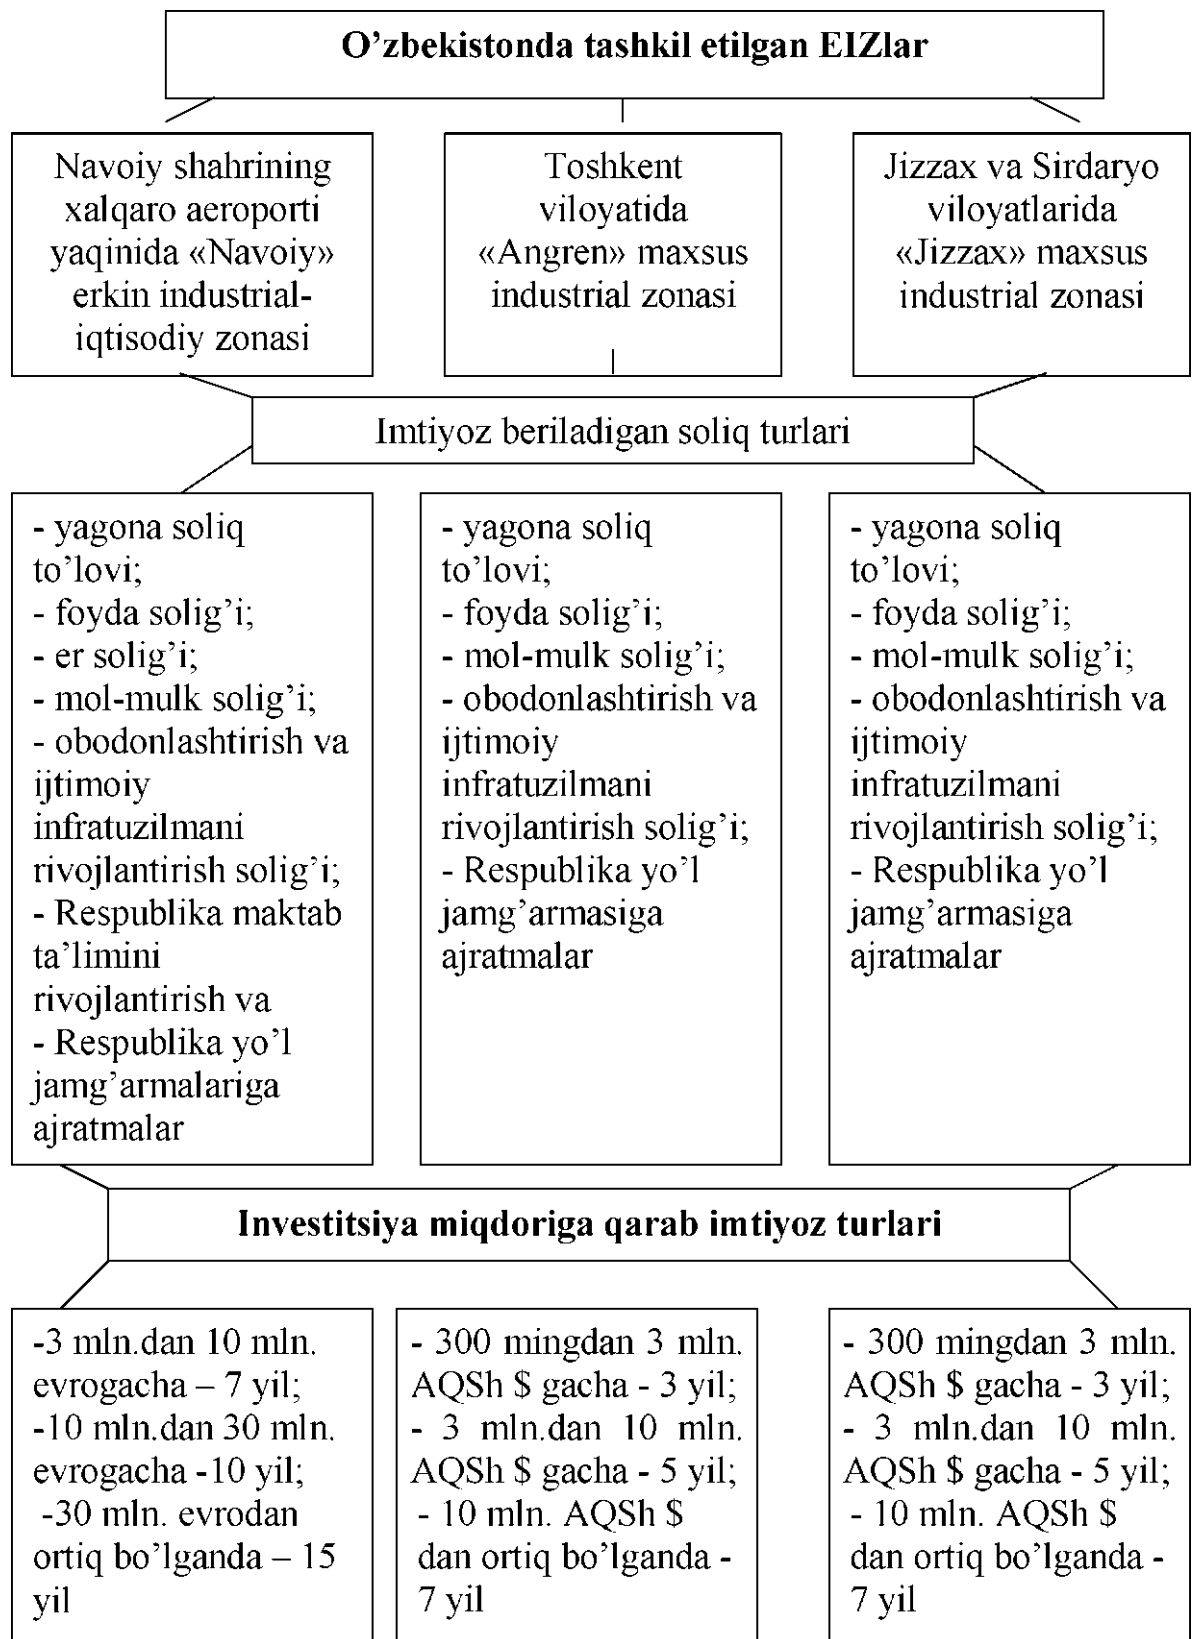 O’zbekistonda tashkil etilgan EIZlar
Navoiy shahrining
xalqaro aeroporti
yaqinida «Navoiy»
erkin industrial-
iqtisodiy zonasi
Toshkent
viloyatida
«Angren» maxsus
industrial zonasi
Jizzax va Sirdaryo
viloyatlarida
«Jizzax» maxsus
industrial zonasi
Imtiyoz beriladigan soliq turlari
- yagona soliq
to’lovi;
- foyda solig’i;
- er solig’i;
- mol-mulk solig’i;
- obodonlashtirish va
ijtimoiy
infratuzilmani
rivojlantirish solig’i;
- Respublika maktab
ta’limini
rivojlantirish va
- Respublika yo’l
jamg’armalariga
ajratmalar
- yagona soliq
to’lovi;
- foyda solig’i;
- mol-mulk solig’i;
- obodonlashtirish va
ijtimoiy
infratuzilmani
rivojlantirish solig’i;
- Respublika yo’l
jamg’armasiga
ajratmalar
- yagona soliq
to’lovi;
- foyda solig’i;
- mol-mulk solig’i;
- obodonlashtirish va
ijtimoiy
infratuzilmani
rivojlantirish solig’i;
- Respublika yo’l
jamg’armasiga
ajratmalar
Investitsiya miqdoriga qarab imtiyoz turlari
-3 mln.dan 10 mln.
evrogacha – 7 yil;
-10 mln.dan 30 mln.
evrogacha -10 yil;
-30 mln. evrodan
ortiq bo’lganda – 15
yil
- 300 mingdan 3 mln.
AQSh $ gacha - 3 yil;
- 3 mln.dan 10 mln.
AQSh $ gacha - 5 yil;
- 10 mln. AQSh $
dan ortiq bo’lganda -
7 yil
- 300 mingdan 3 mln.
AQSh $ gacha - 3 yil;
- 3 mln.dan 10 mln.
AQSh $ gacha - 5 yil;
- 10 mln. AQSh $
dan ortiq bo’lganda -
7 yil